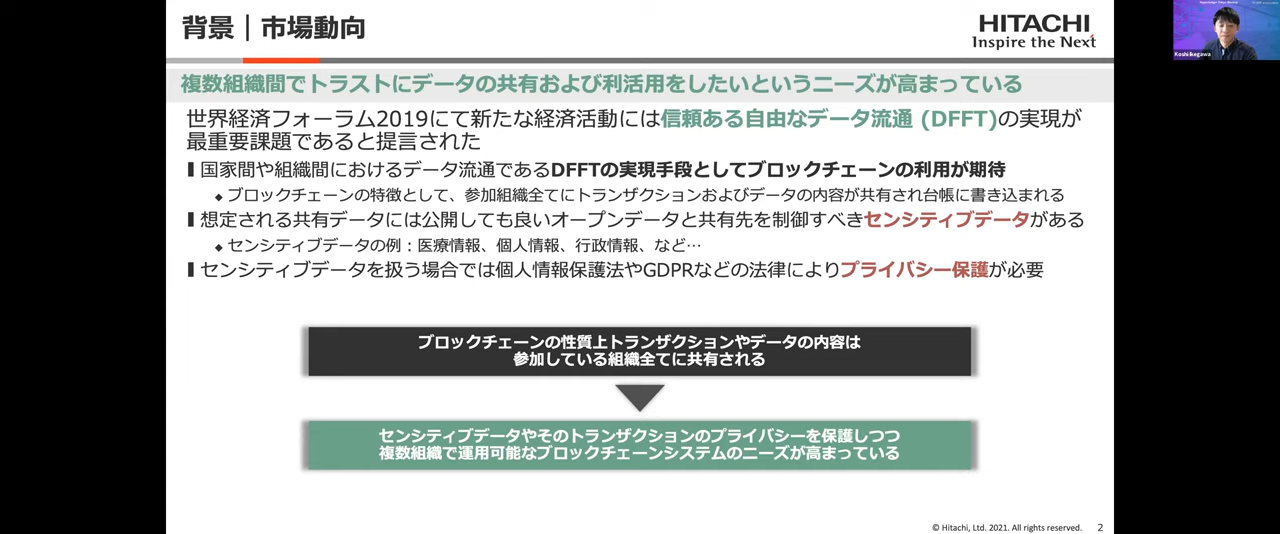 背景｜市場動向
HITACHI
Inspire the Next
Koshi Ikegawa
複数組織間でトラストにデータの共有および利活用をしたいというニーズが高まっている
世界経済フォーラム2019にて新たな経済活動には信頼ある自由なデータ流通 (DFFT)の実現が
最重要課題であると提言された
国家間や組織間におけるデータ流通であるDFFTの実現手段としてブロックチェーンの利用が期待
◆ ブロックチェーンの特徴として、参加組織全てにトランザクションおよびデータの内容が共有され台帳に書き込まれる
想定される共有データには公開しても良いオープンデータと共有先を制御すべきセンシティブデータがある
◆ センシティブデータの例：医療情報、個人情報、行政情報、など…
センシティブデータを扱う場合では個人情報保護法やGDPRなどの法律によりプライバシー保護が必要
ブロックチェーンの性質上トランザクションやデータの内容は
参加している組織全てに共有される
センシティブデータやそのトランザクションのプライバシーを保護しつつ
複数組織で運用可能なブロックチェーンシステムのニーズが高まっている
© Hitachi, Ltd. 2021. All rights reserved. 2